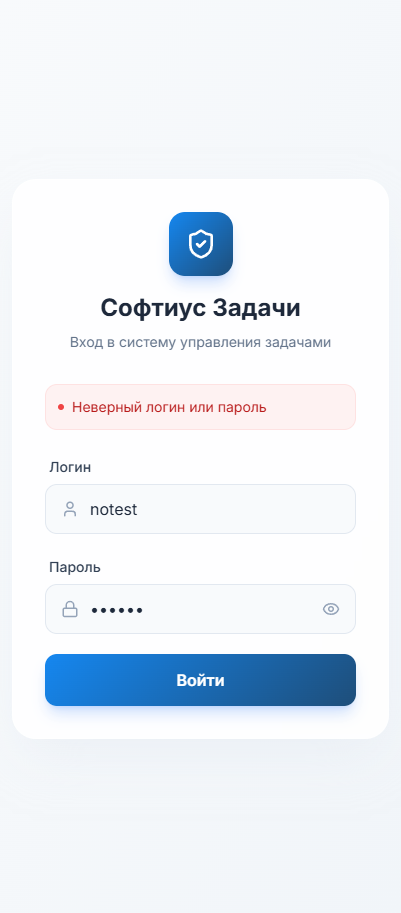 Софтиус Задачи
Вход в систему управления задачами
Неверный логин или пароль
Логин
notest
Пароль
••••••
Войти